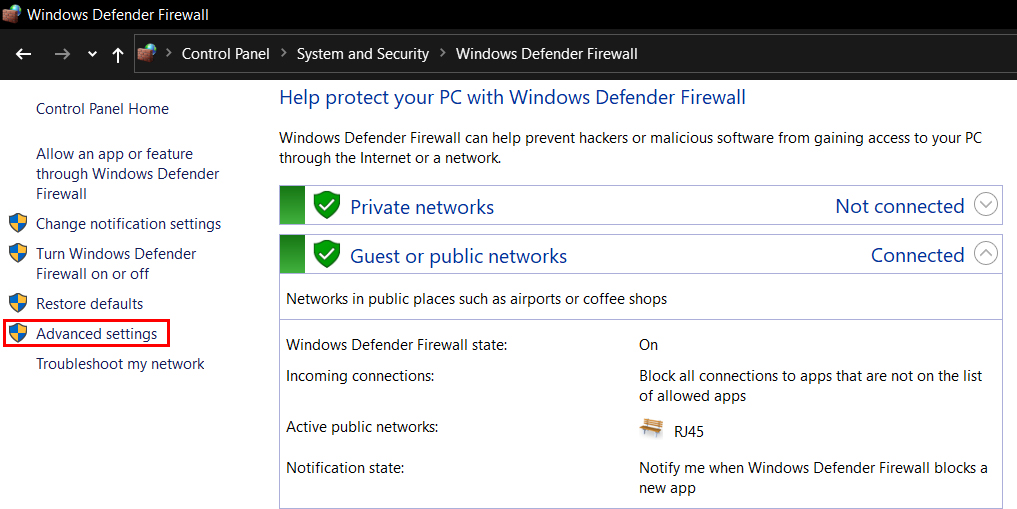 Windows Defender Firewall
Control Panel
System and Security
Windows Defender Firewall
Control Panel Home
Allow an app or feature
through Windows Defender
Firewall
Change notification settings
Turn Windows Defender
Firewall on or off
Restore defaults
Advanced settings
Troubleshoot my network
Help protect your PC with Windows Defender Firewall
Windows Defender Firewall can help prevent hackers or malicious software from gaining access to your PC
through the Internet or a network.
Private networks
Not connected
Guest or public networks
Connected
Networks in public places such as airports or coffee shops
Windows Defender Firewall state:
On
Incoming connections:
Block all connections to apps that are not on the list
of allowed apps
Active public networks:
RJ45
Notification state:
Notify me when Windows Defender Firewall blocks a
new app